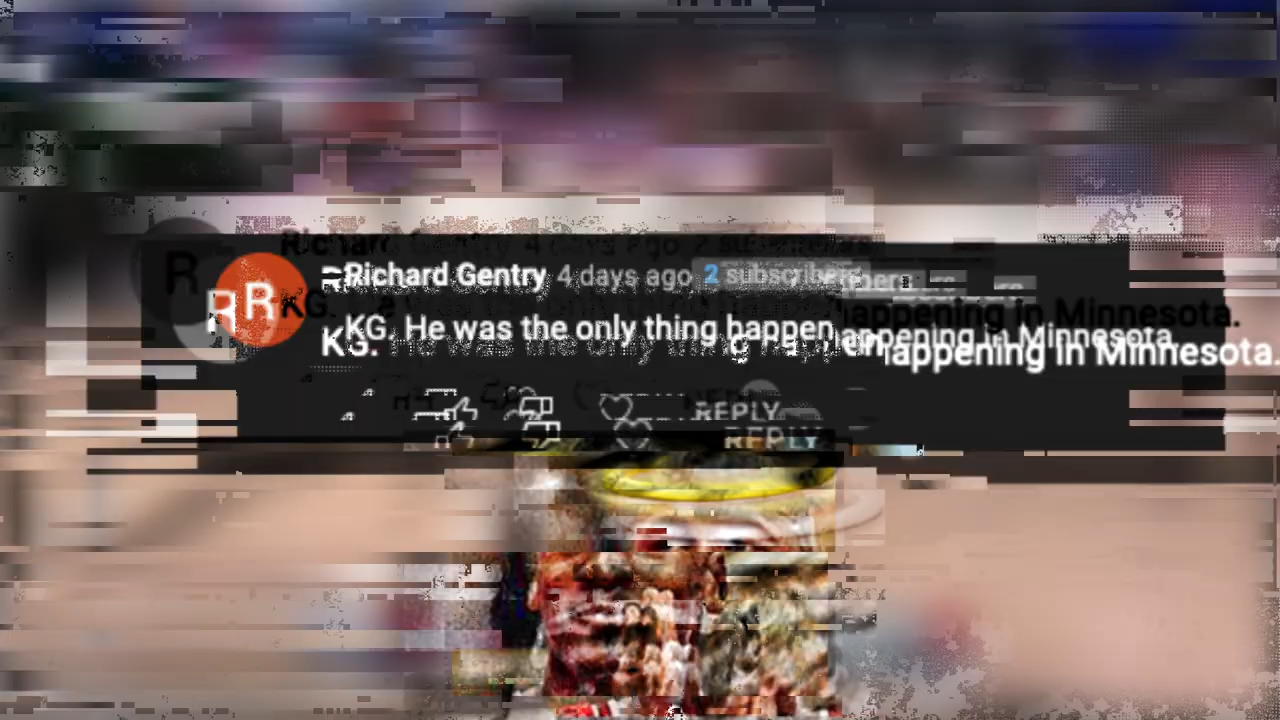 Richard Gentry 4 days ago 2 subscribers
KG. He was the only thing happening in Minnesota.
REPLY